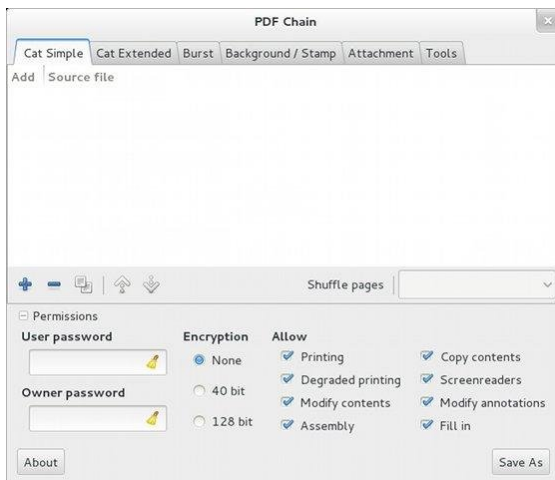 PDF Chain
Cat Simple Cat Extended Burst Background / Stamp Attachment Tools
Add Source file
Shuffle pages
Permissions
User password Encryption Allow
None Printing Copy contents
Degraded printing Screenreaders
Owner password 40 bit Modify contents Modify annotations
128 bit Assembly Fill in
About Save As